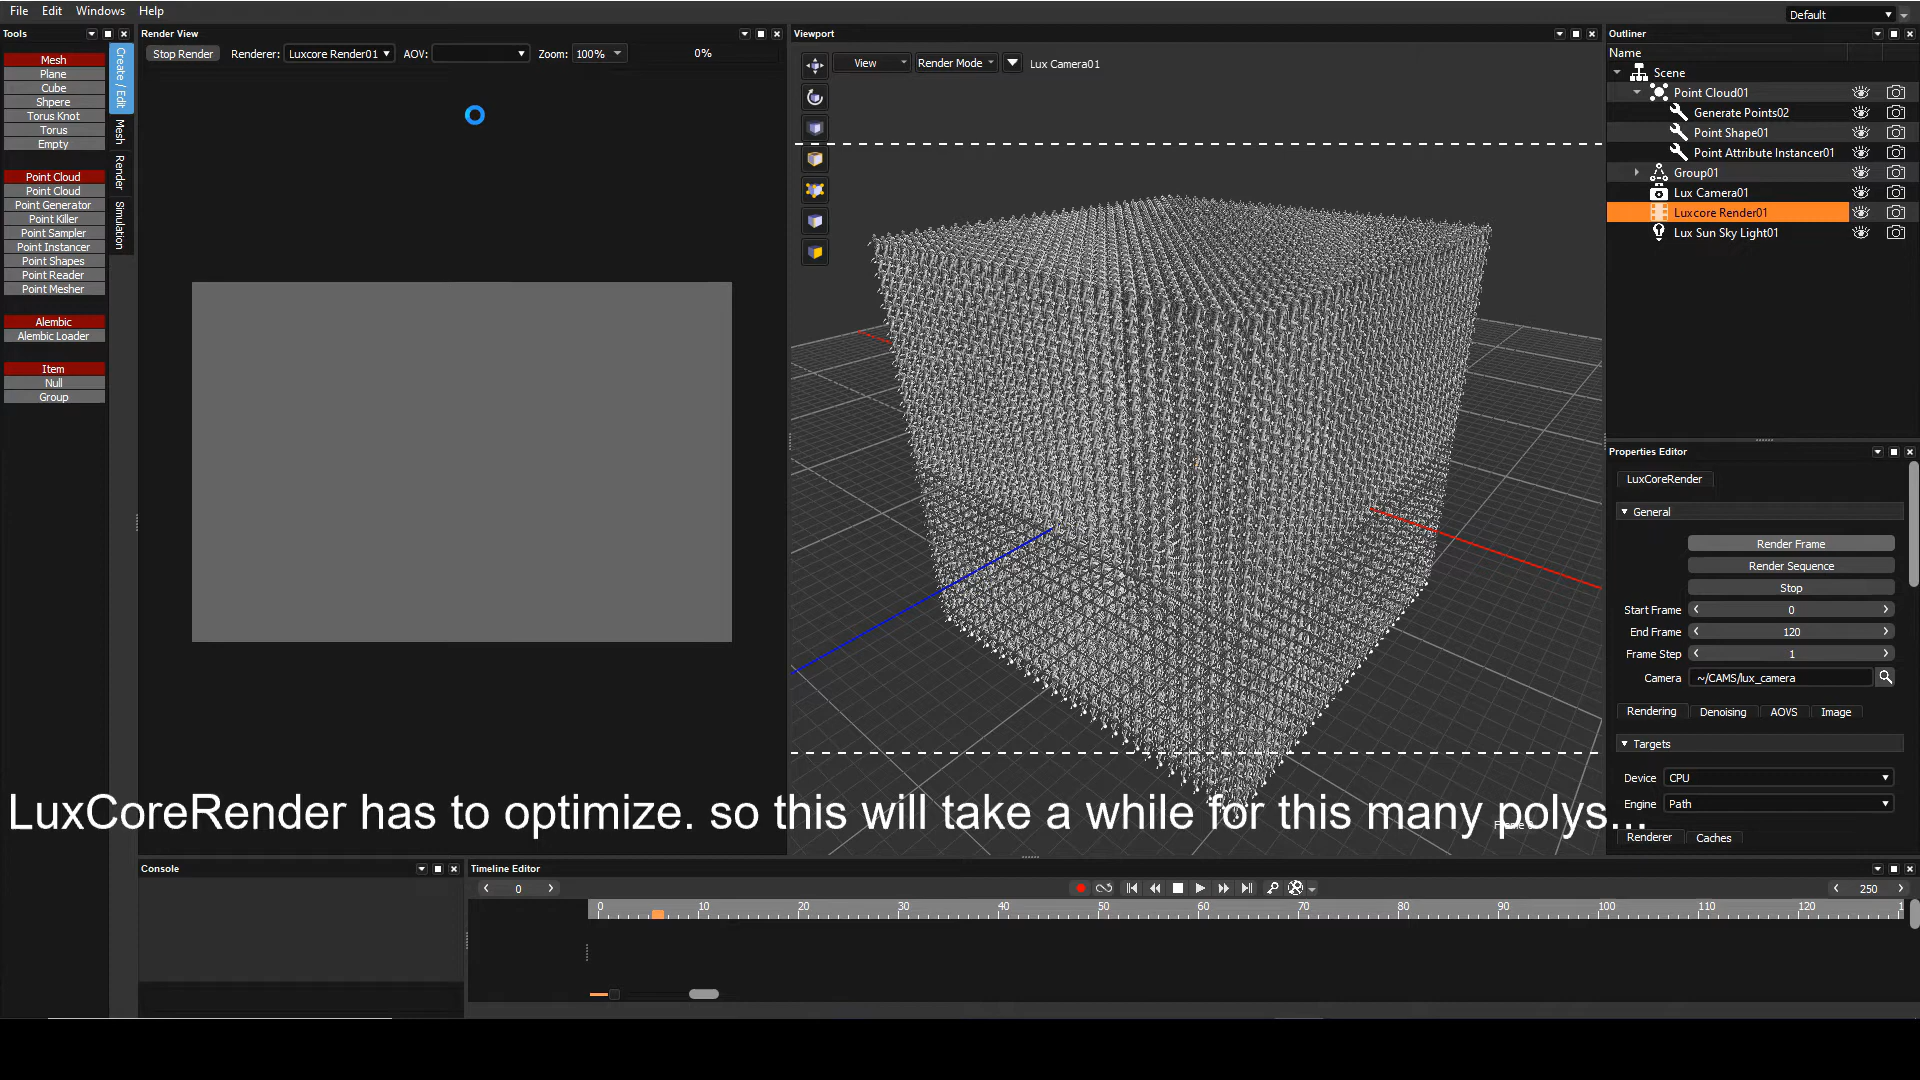 File Edit Windows Help
Default
Tools
Mesh
Plane
Cube
Shpere
Torus Knot
Torus
Empty
Point Cloud
Point Cloud
Point Generator
Point Killer
Point Sampler
Point Instancer
Point Shapes
Point Reader
Point Mesher
Alembic
Alembic Loader
Item
Null
Group
Create / Edit
Mesh
Render
Simulation
Render View
Stop Render Renderer: Luxcore Render01 AOV: Zoom: 100% 0%
Viewport
View Render Mode Lux Camera01
Outliner
Name
Scene
Point Cloud01
Generate Points02
Point Shape01
Point Attribute Instancer01
Group01
Lux Camera01
Luxcore Render01
Lux Sun Sky Light01
Properties Editor
LuxCoreRender
General
Render Frame
Render Sequence
Stop
Start Frame 0
End Frame 120
Frame Step 1
Camera ~/CAMS/lux_camera
Rendering Denoising AOVS Image
Targets
Device CPU
Engine Path
Renderer Caches
LuxCoreRender has to optimize. so this will take a while for this many polys...
Console
Timeline Editor
0
250
0 10 20 30 40 50 60 70 80 90 100 110 120 1